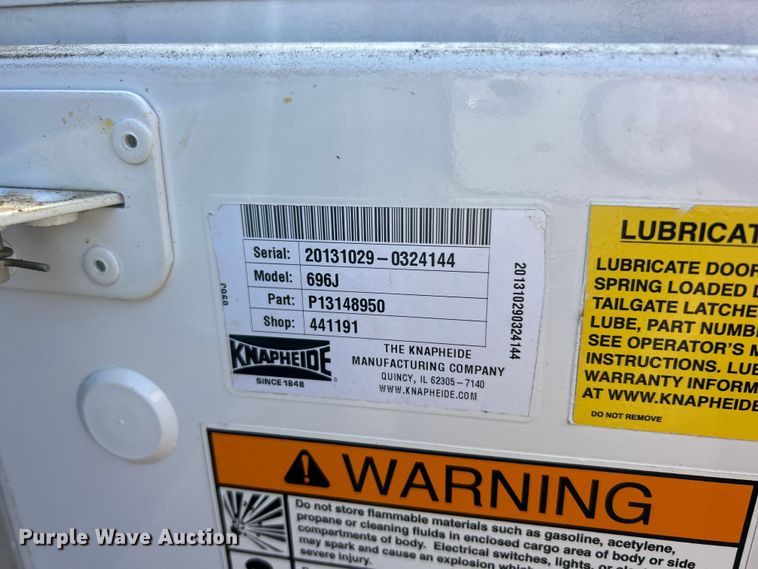 Serial: 20131029-0324144
Model: 696J
Part: P13148950
Shop: 441191
201310290324144
KNAPHEIDE
SINCE 1848
THE KNAPHEIDE
MANUFACTURING COMPANY
QUINCY, IL 62305-7140
WWW.KNAPHEIDE.COM
LUBRICAT
LUBRICATE DOOR
SPRING LOADED
TAILGATE LATCHE
LUBE, PART NUMB
SEE OPERATOR'S M
INSTRUCTIONS. LUB
WARRANTY INFORM
AT WWW.KNAPHEIDE
DO NOT REMOVE
WARNING
Do not store flammable materials such as gasoline, acetylene,
propane or cleaning fluids in enclosed cargo area of body or side
compartments of body. Electrical switches, lights, or
may spark and cause an explosion
severe injury.
Purple Wave Auction